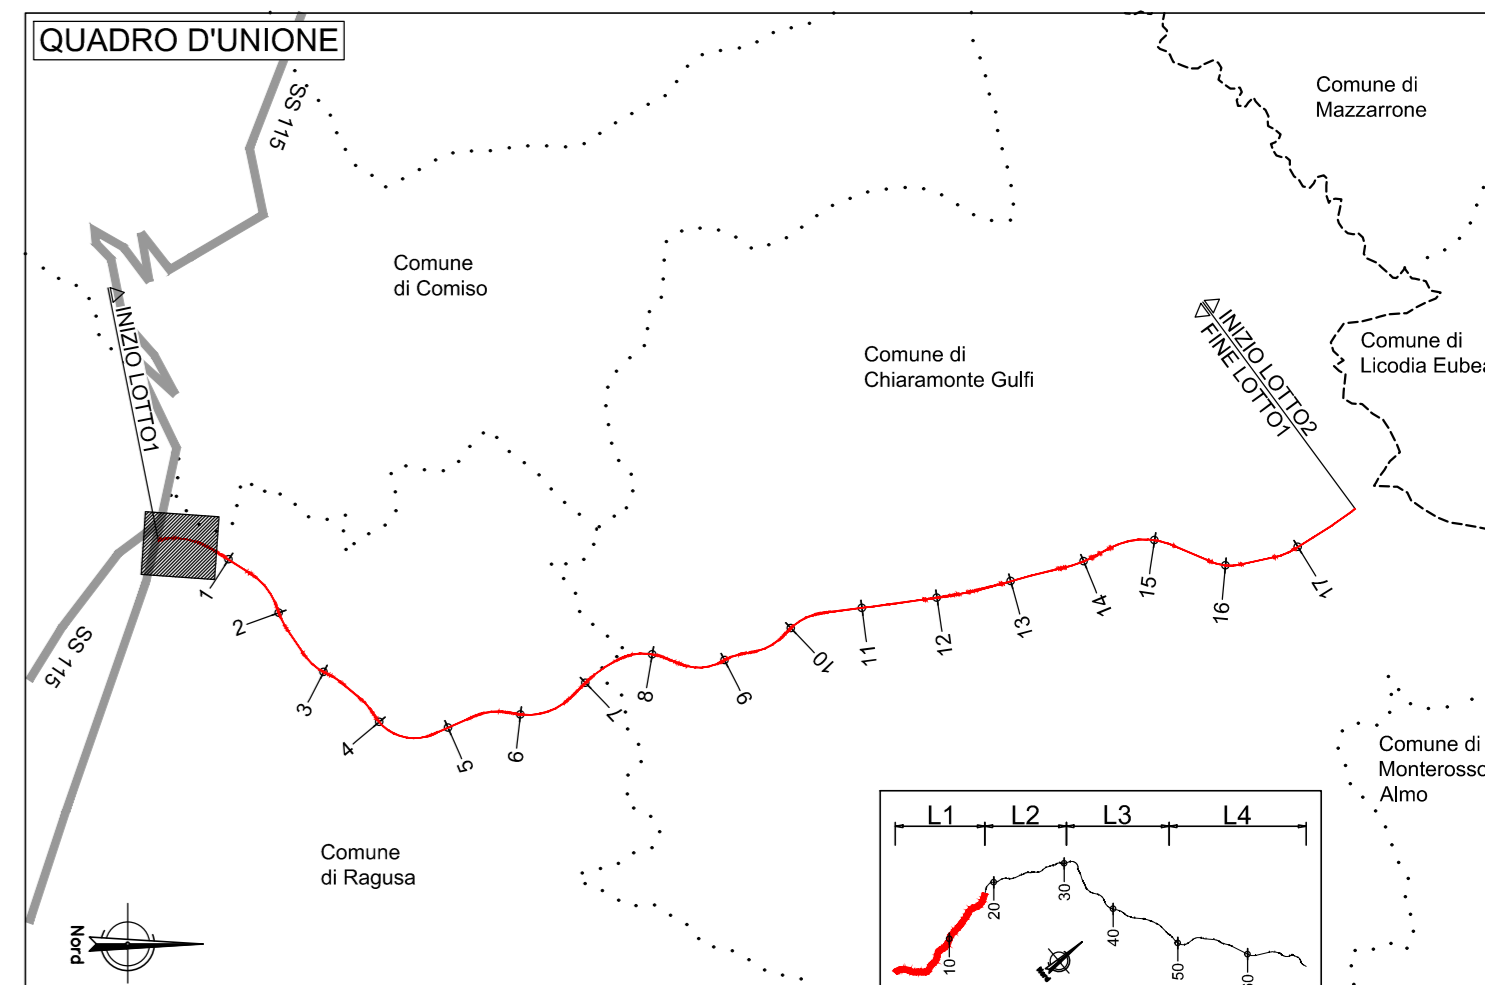 QUADRO D'UNIONE
SS 115
Comune di
Mazzarrone
Comune
di Comiso
INIZIO LOTTO1
Comune di
Chiaramonte Gulfi
INIZIO LOTTO2
FINE LOTTO1
Comune di
Licodia Eubea
SS 115
1
2
3
4
5
6
7
8
9
10
11
12
13
14
15
16
17
Comune di
Monterosso
Almo
Comune
di Ragusa
Nord
L1 L2 L3 L4
10
20
30
40
50
60